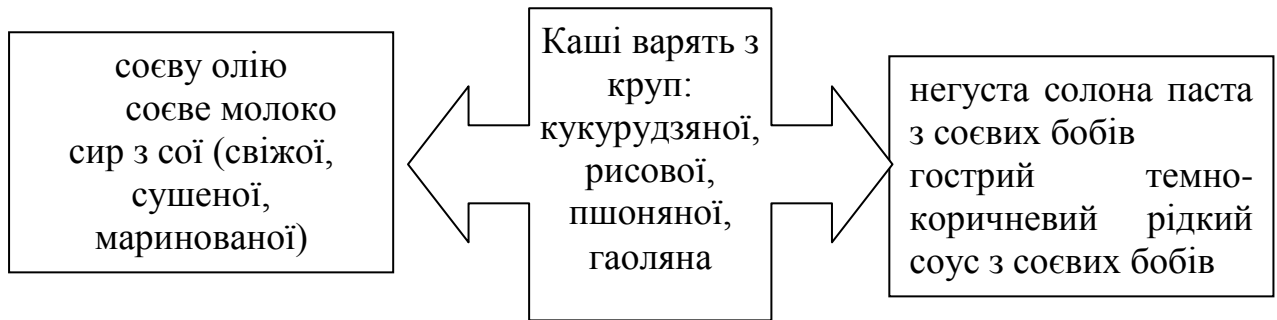 соєву олію
соєве молоко
сир з сої (свіжої,
сушеної,
маринованої)
Каші варять з
круп:
кукурудзяної,
рисової,
пшоняної,
гаоляна
негуста солона паста
з соєвих бобів
гострий темно-
коричневий рідкий
соус з соєвих бобів